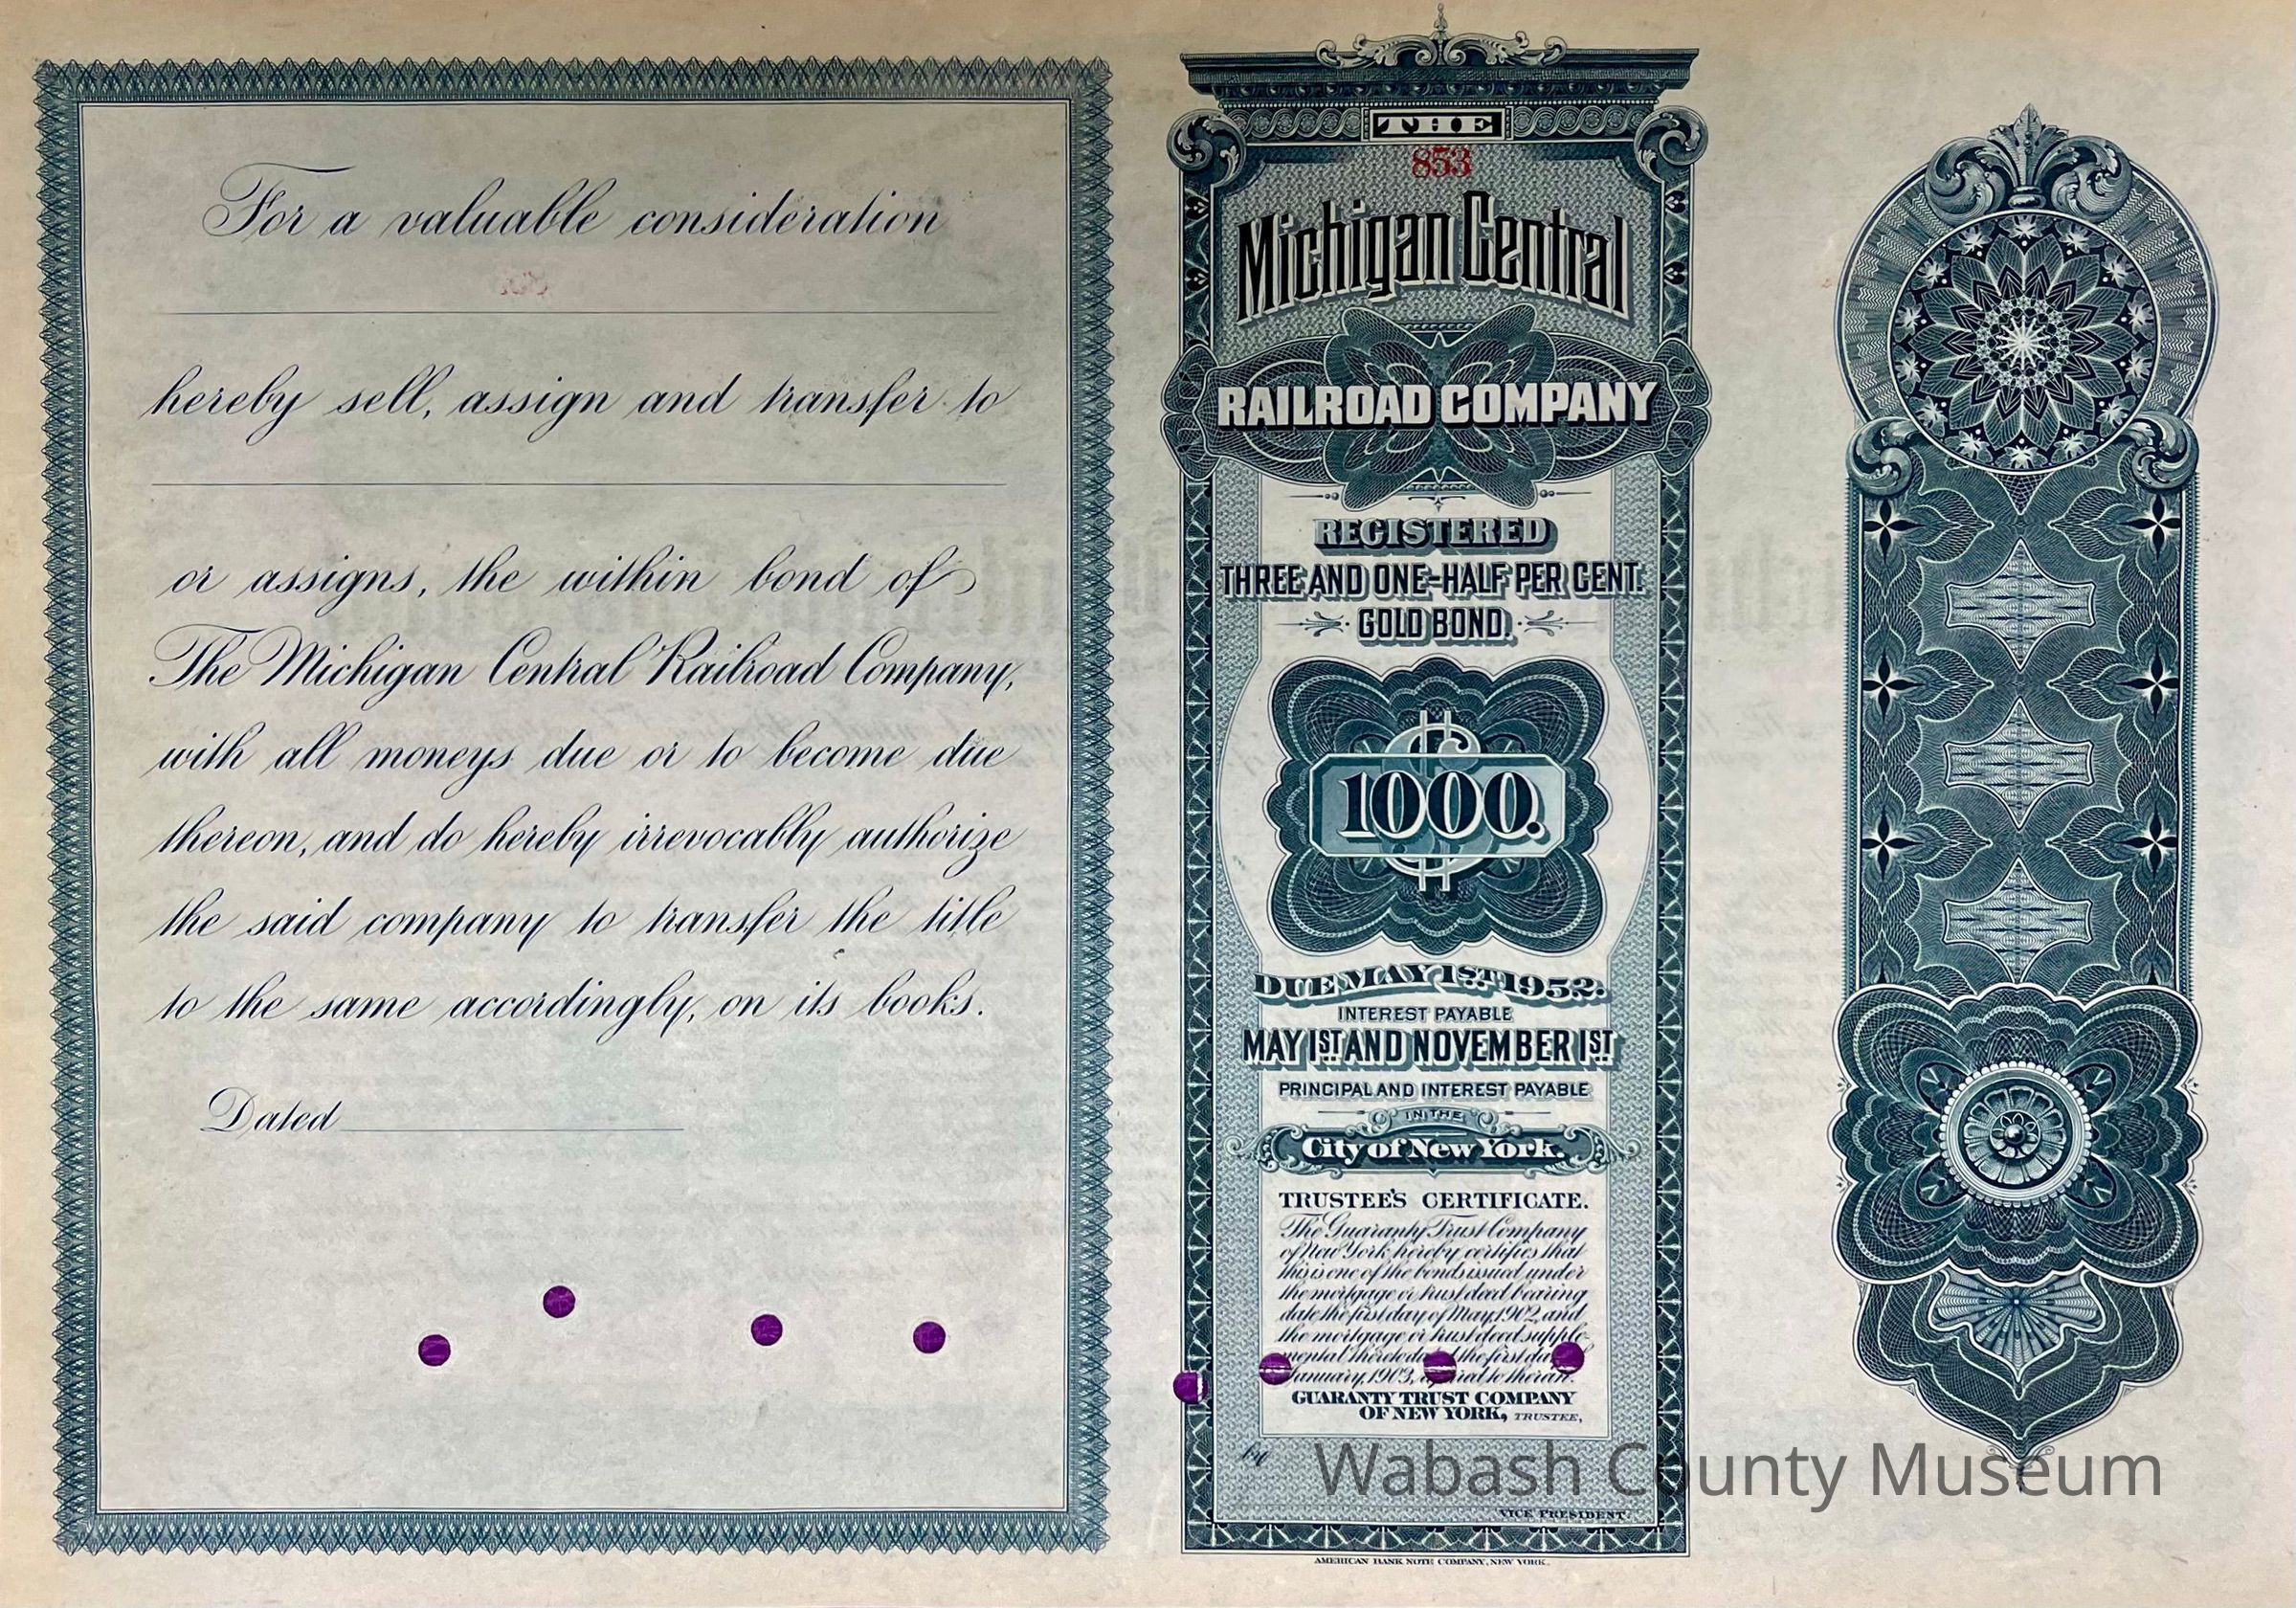 For a valuable consideration
hereby sell, assign and transfer to
or assigns, the within bond of
The Michigan Central Railroad Company,
with all moneys due or to become due
thereon, and do hereby irrevocably authorize
the said company to transfer the title
to the same accordingly, on its books.
Dated
THE
853
Michigan Central
RAILROAD COMPANY
REGISTERED
THREE AND ONE-HALF PER CENT.
GOLD BOND.
$1000.
DUE MAY 1ST 1952.
INTEREST PAYABLE
MAY 1ST AND NOVEMBER 1ST
PRINCIPAL AND INTEREST PAYABLE
IN THE
City of New York.
TRUSTEE'S CERTIFICATE.
The Guaranty Trust Company
of New York hereby certifies that
this is one of the bonds issued under
the mortgage or trust deed bearing
date the first day of May, 1902, and
the mortgage or trust deed supple-
mental thereto the first
January, 1903, therein.
GUARANTY TRUST COMPANY
OF NEW YORK, TRUSTEE,
by
VICE PRESIDENT.
AMERICAN BANK NOTE COMPANY, NEW YORK.
Wabash County Museum